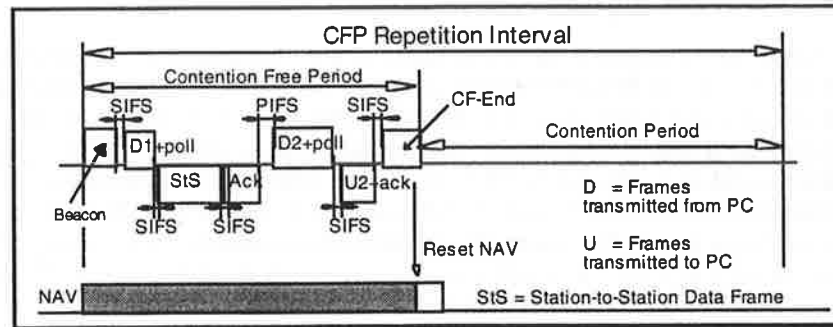 CFP Repetition Interval
Contention Free Period
CF-End
SIFS
PIFS
SIFS
Contention Period
D1+poll
D2+poll
StS
Ack
U2+ack
Beacon
SIFS
SIFS
SIFS
D = Frames
transmitted from PC
Reset NAV
U = Frames
transmitted to PC
NAV
StS = Station-to-Station Data Frame